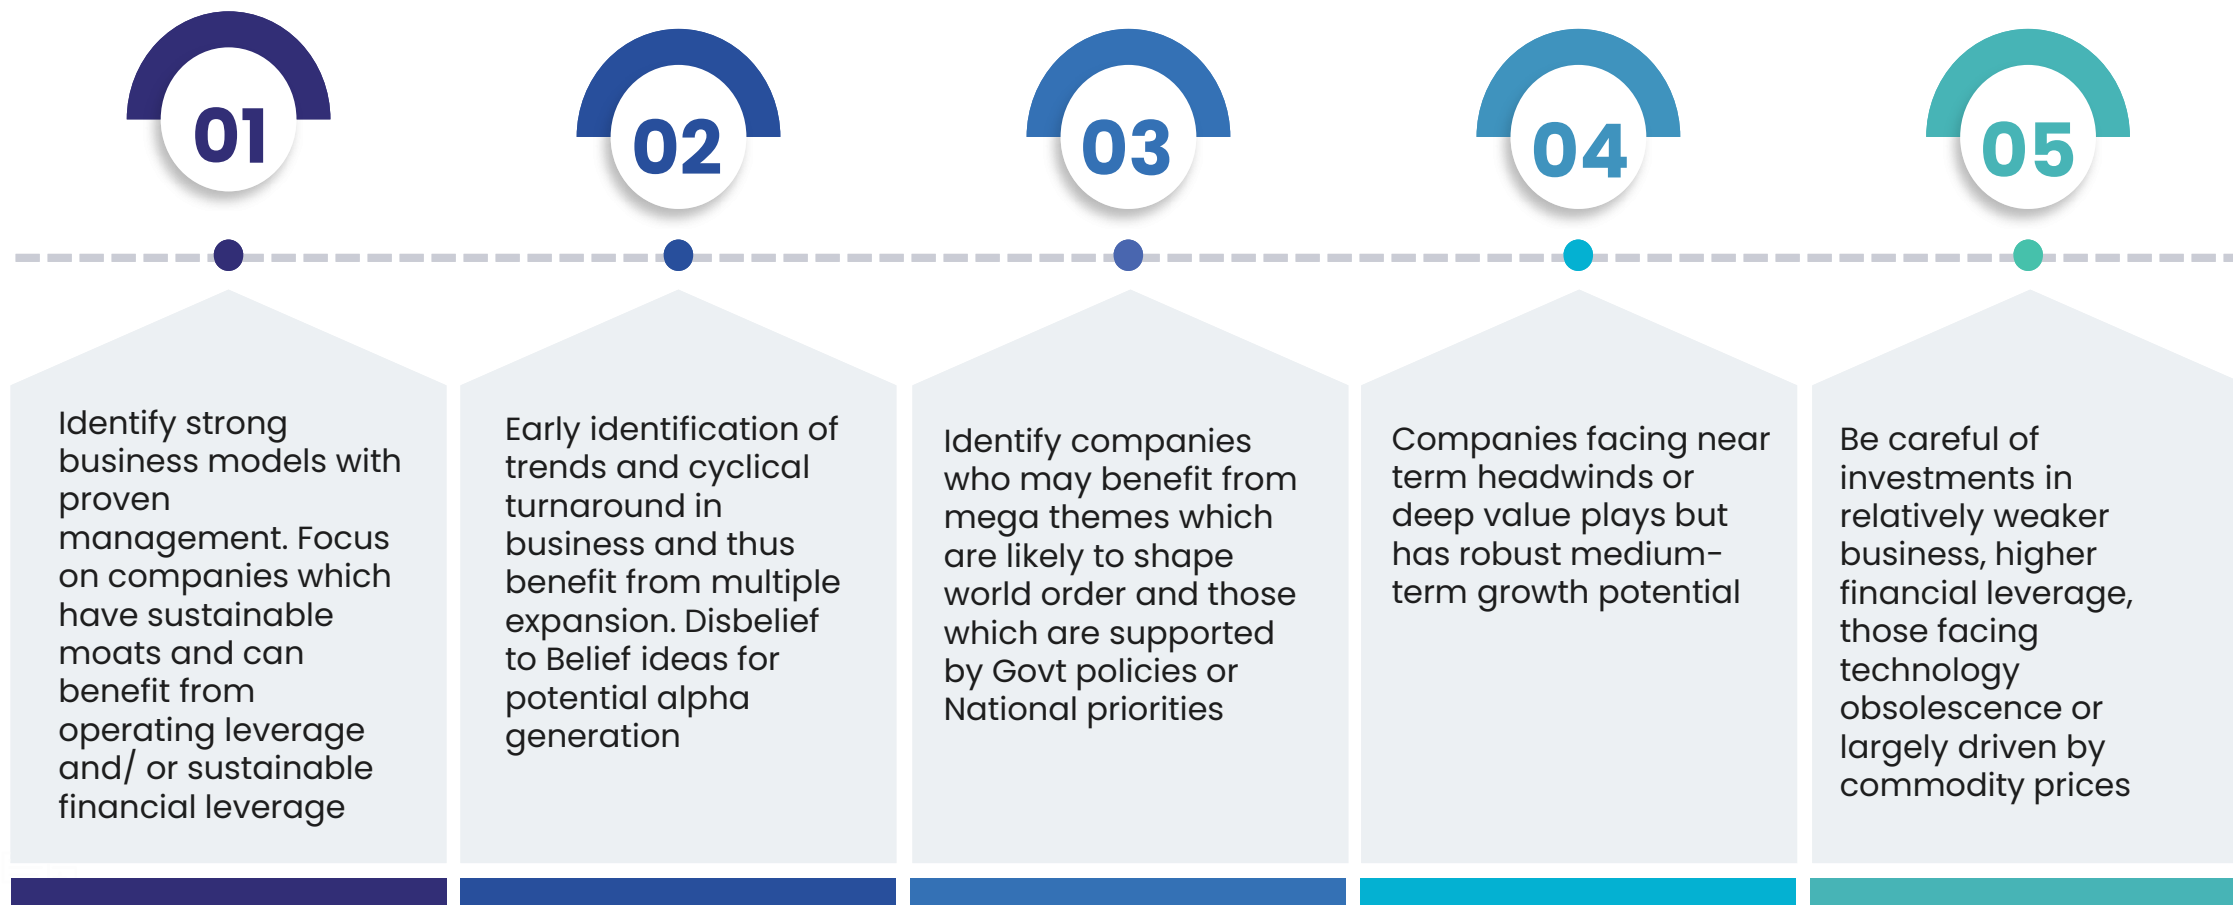 01
Identify strong
business models with
proven
management. Focus
on companies which
have sustainable
moats and can
benefit from
operating leverage
and/ or sustainable
financial leverage
02
Early identification of
trends and cyclical
turnaround in
business and thus
benefit from multiple
expansion. Disbelief
to Belief ideas for
potential alpha
generation
03
Identify companies
who may benefit from
mega themes which
are likely to shape
world order and those
which are supported
by Govt policies or
National priorities
04
Companies facing near
term headwinds or
deep value plays but
has robust medium-
term growth potential
05
Be careful of
investments in
relatively weaker
business, higher
financial leverage,
those facing
technology
obsolescence or
largely driven by
commodity prices